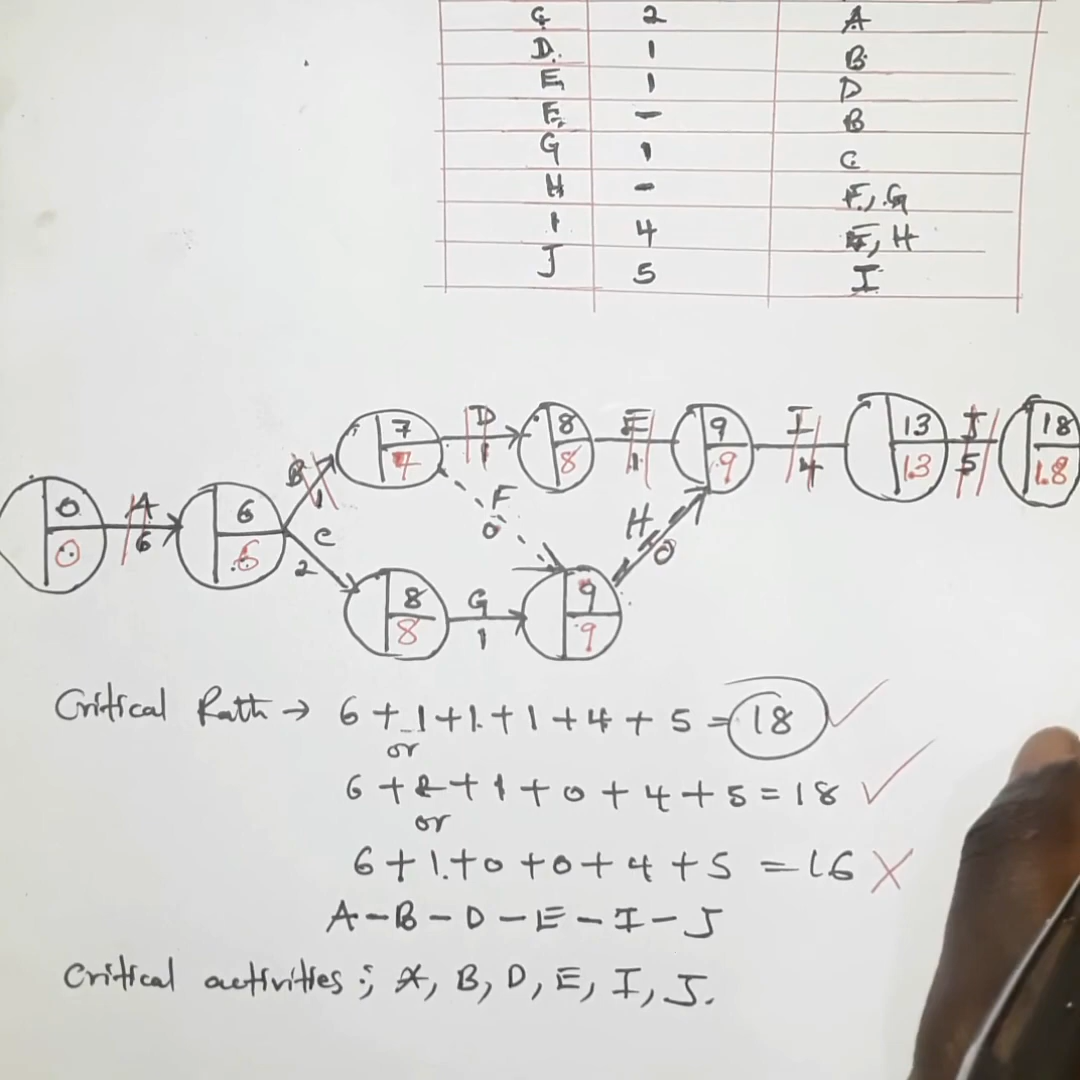 C 2 A
D 1 B
E 1 D
F - B
G 1 C
H - F, G
I 4 E, H
J 5 I
0 0 A 6 6 6
B 1 7 7 D 1 8 8 E 1 9 9 I 4 13 13 J 5 18 18
F 0 H 0
C 2 8 8 G 1 9 9
Critical Path → 6 + 1 + 1 + 1 + 4 + 5 = 18 ✓
or
6 + 2 + 1 + 0 + 4 + 5 = 18 ✓
or
6 + 1 + 0 + 0 + 4 + 5 = 16 ✗
A - B - D - E - I - J
Critical activities; A, B, D, E, I, J.